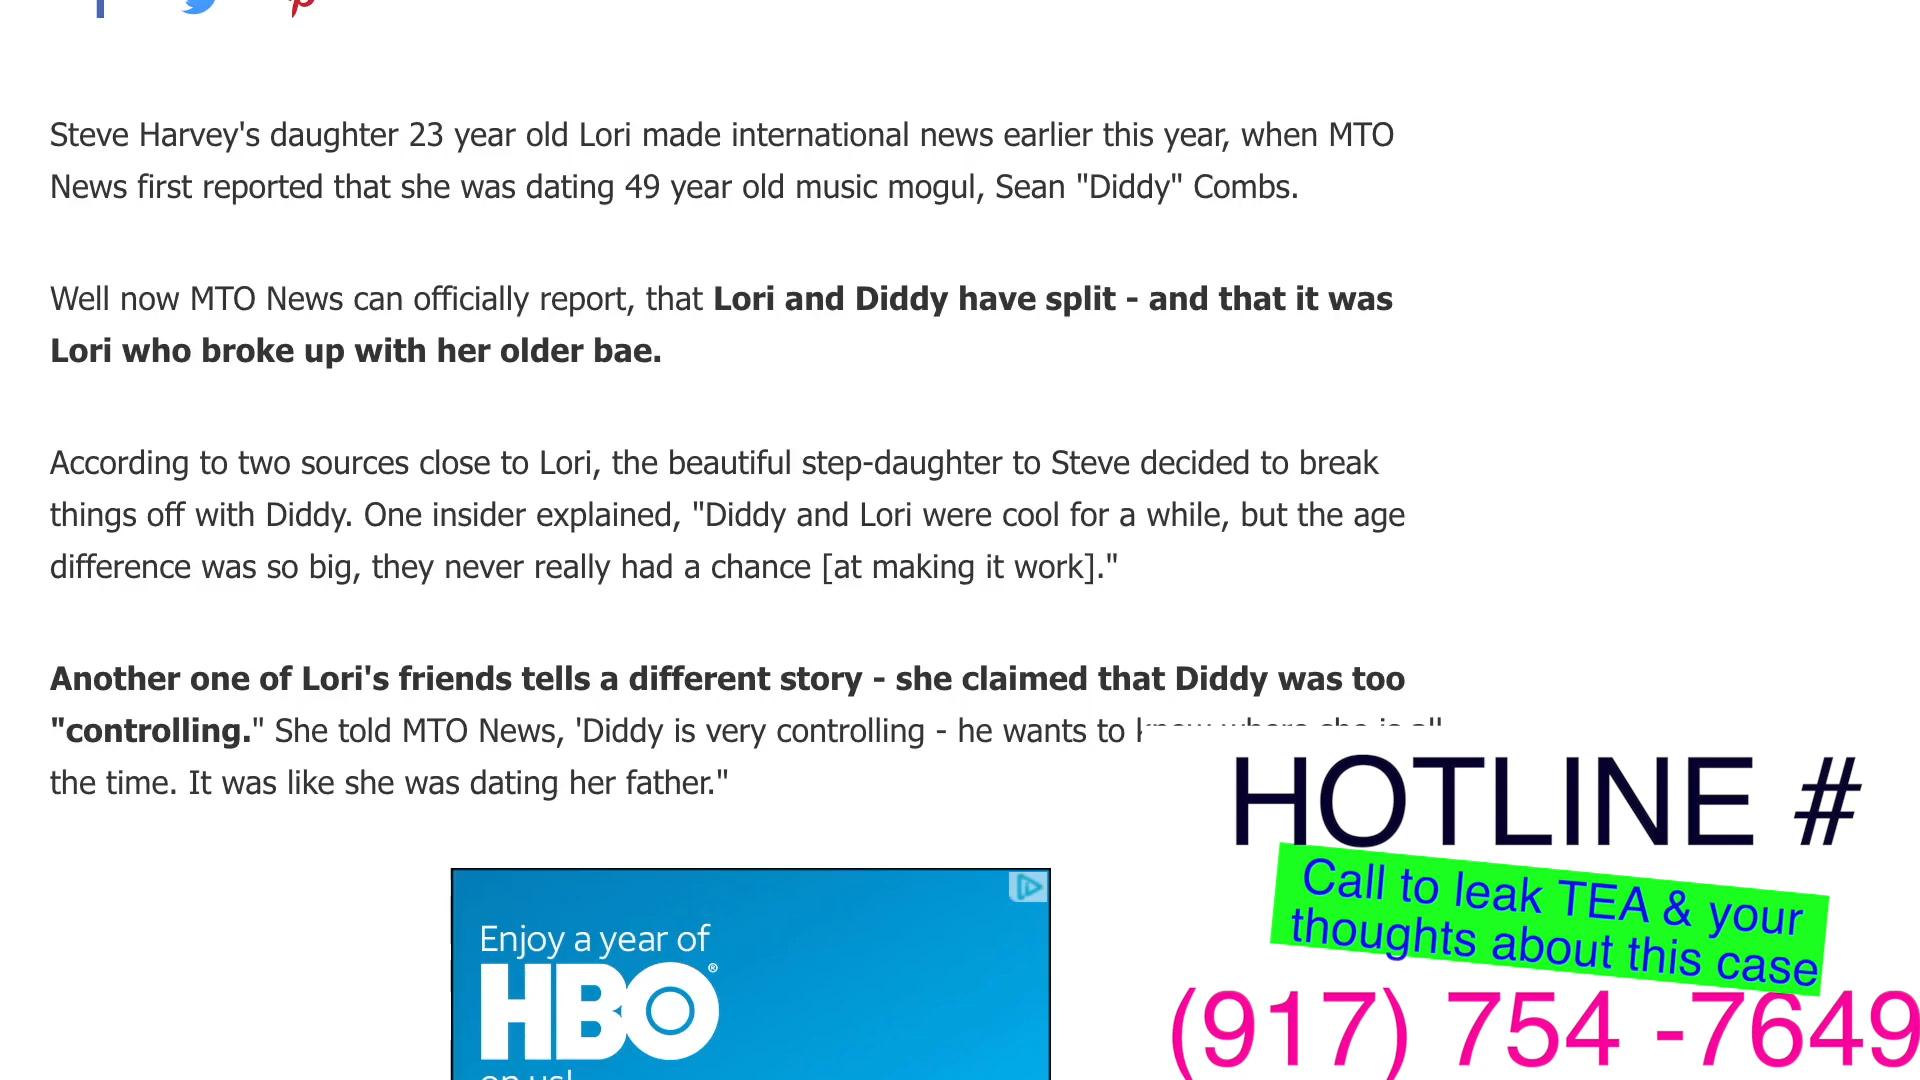 Steve Harvey's daughter 23 year old Lori made international news earlier this year, when MTO
News first reported that she was dating 49 year old music mogul, Sean "Diddy" Combs.
Well now MTO News can officially report, that Lori and Diddy have split - and that it was
Lori who broke up with her older bae.
According to two sources close to Lori, the beautiful step-daughter to Steve decided to break
things off with Diddy. One insider explained, "Diddy and Lori were cool for a while, but the age
difference was so big, they never really had a chance [at making it work]."
Another one of Lori's friends tells a different story - she claimed that Diddy was too
"controlling." She told MTO News, 'Diddy is very controlling - he wants to know where she is all
the time. It was like she was dating her father."
HOTLINE #
Call to leak TEA & your
thoughts about this case
(917) 754 -7649
Enjoy a year of
HBO®
on us!